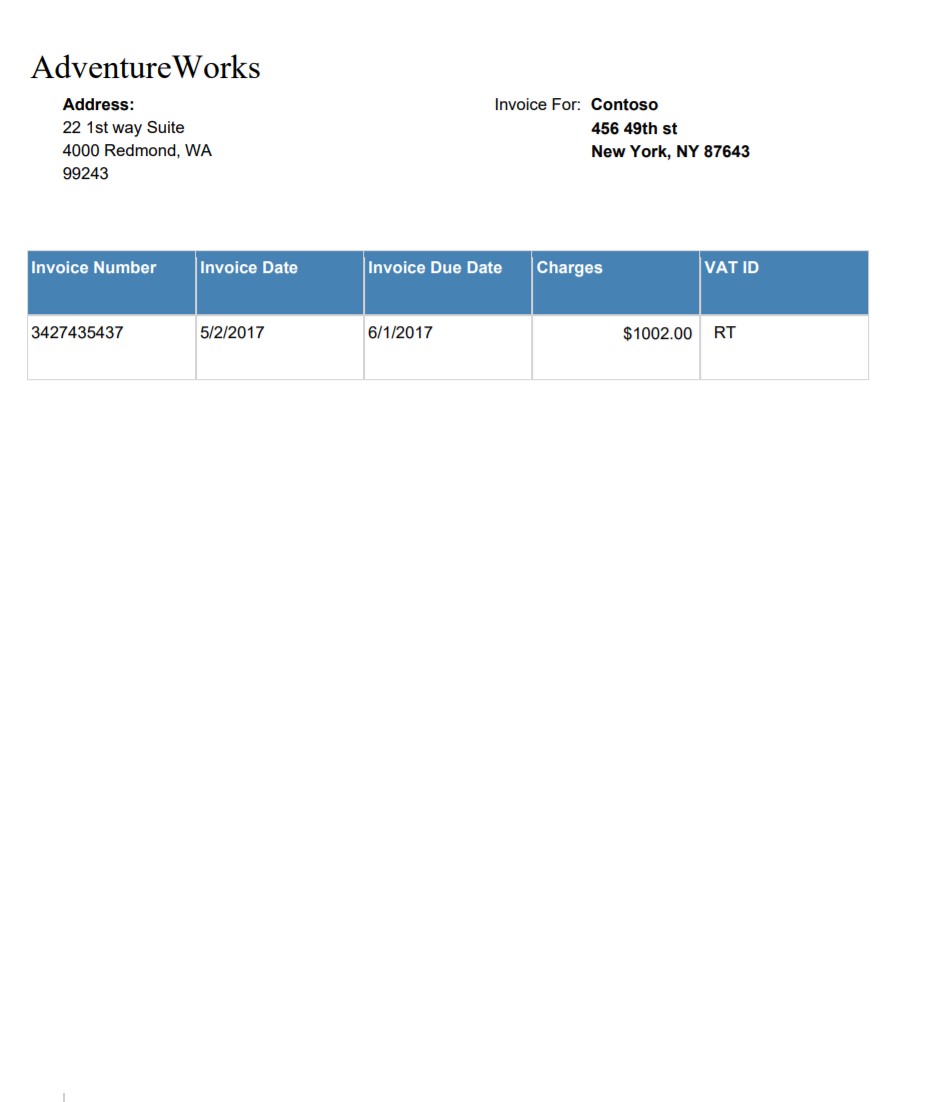 AdventureWorks
Address:
22 1st way Suite
4000 Redmond, WA
99243
Invoice For: Contoso
456 49th st
New York, NY 87643
Invoice Number Invoice Date Invoice Due Date Charges VAT ID
3427435437 5/2/2017 6/1/2017 $1002.00 RT